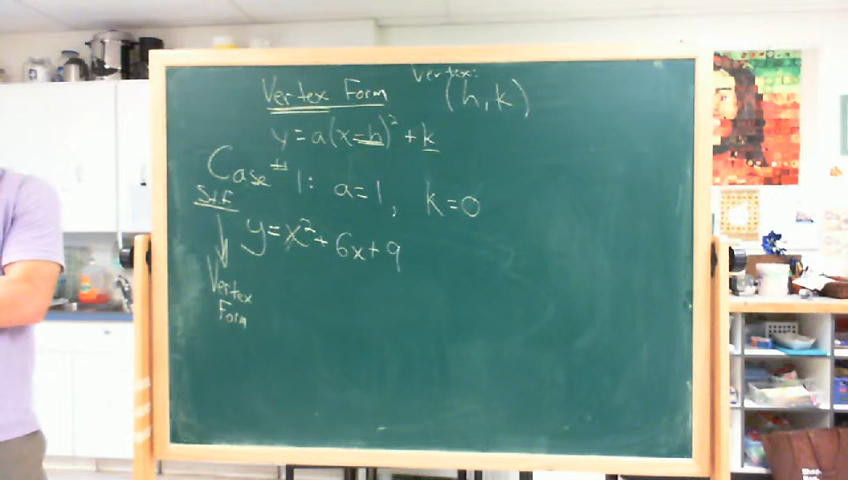 Vertex Form
Vertex:
(h,k)
y=a(x-h)²+k
Case #1: a=1, k=0
Std F
y=x²+6x+9
Vertex
Form